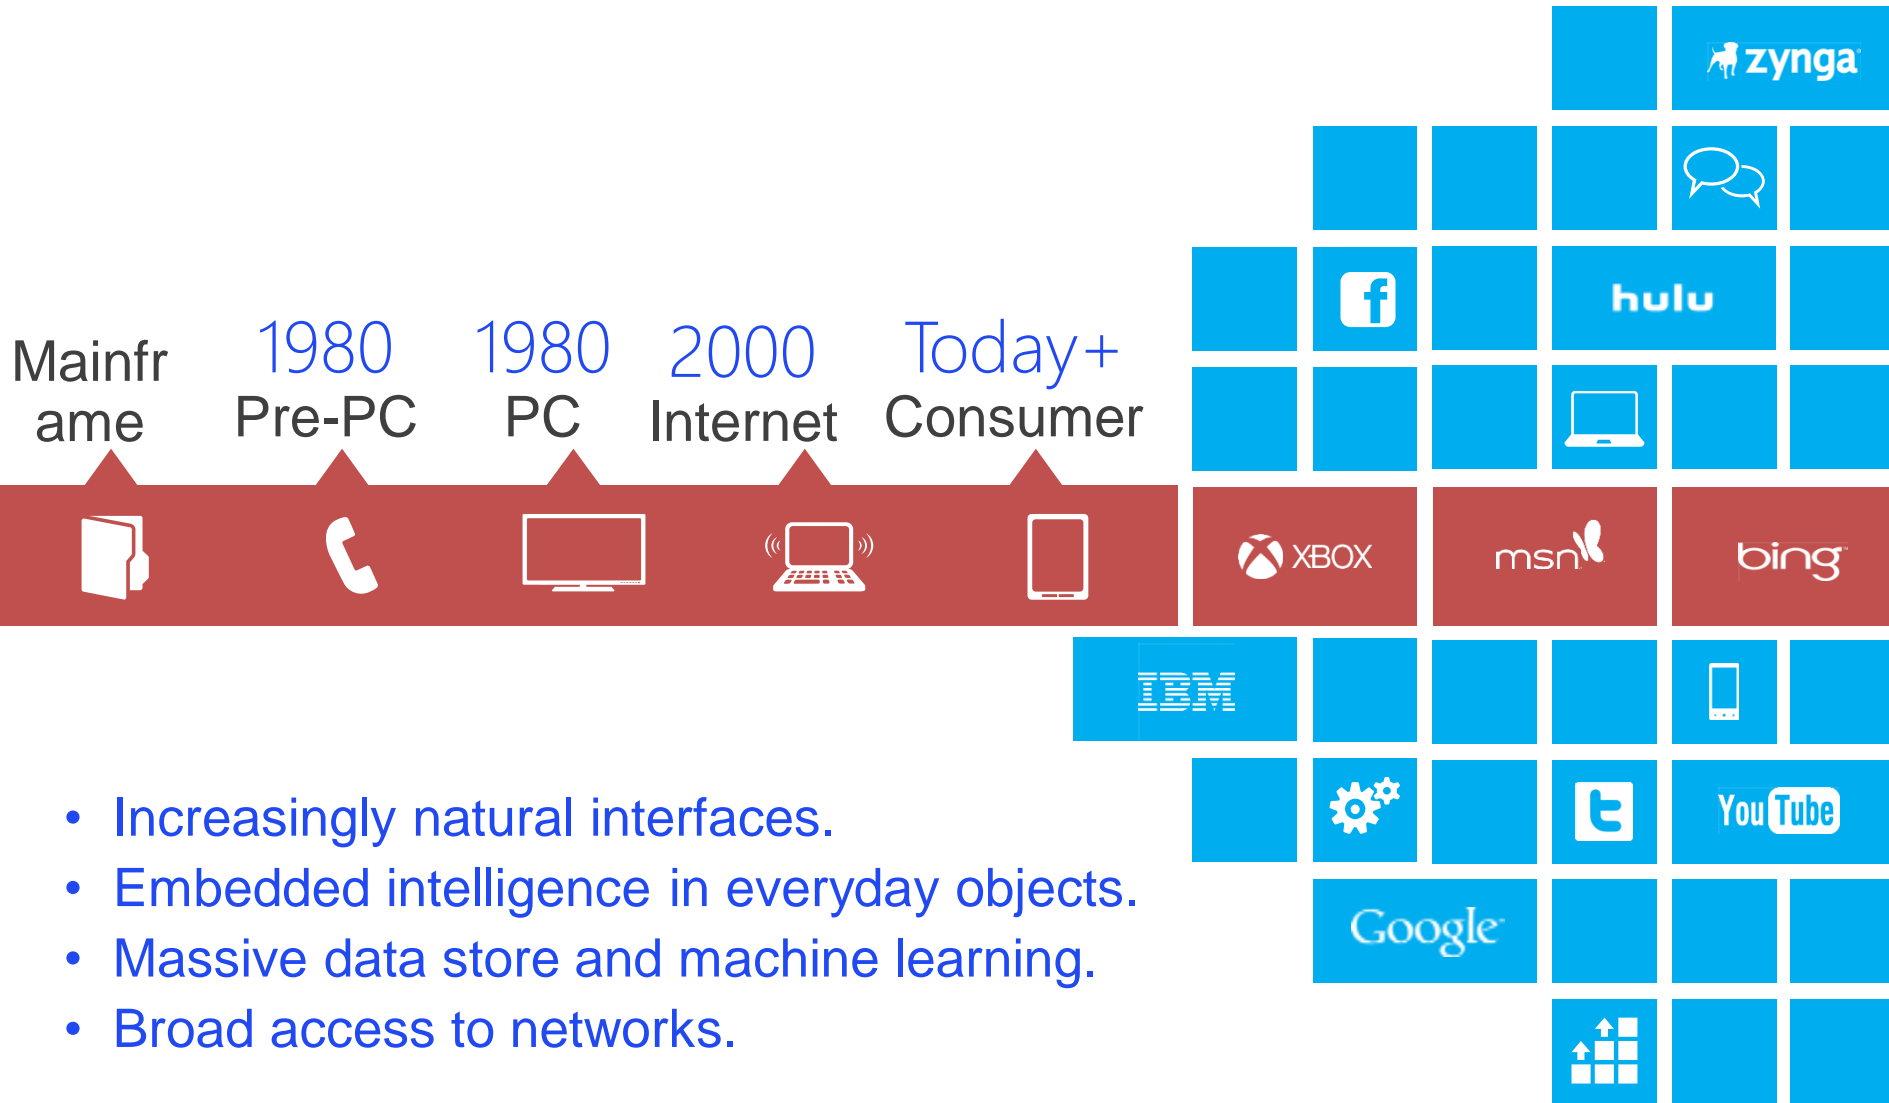 zynga
hulu
Mainfr
ame
1980
Pre-PC
1980
PC
2000
Internet
Today+
Consumer
XBOX
msn
bing
IBM
You Tube
Google
• Increasingly natural interfaces.
• Embedded intelligence in everyday objects.
• Massive data store and machine learning.
• Broad access to networks.